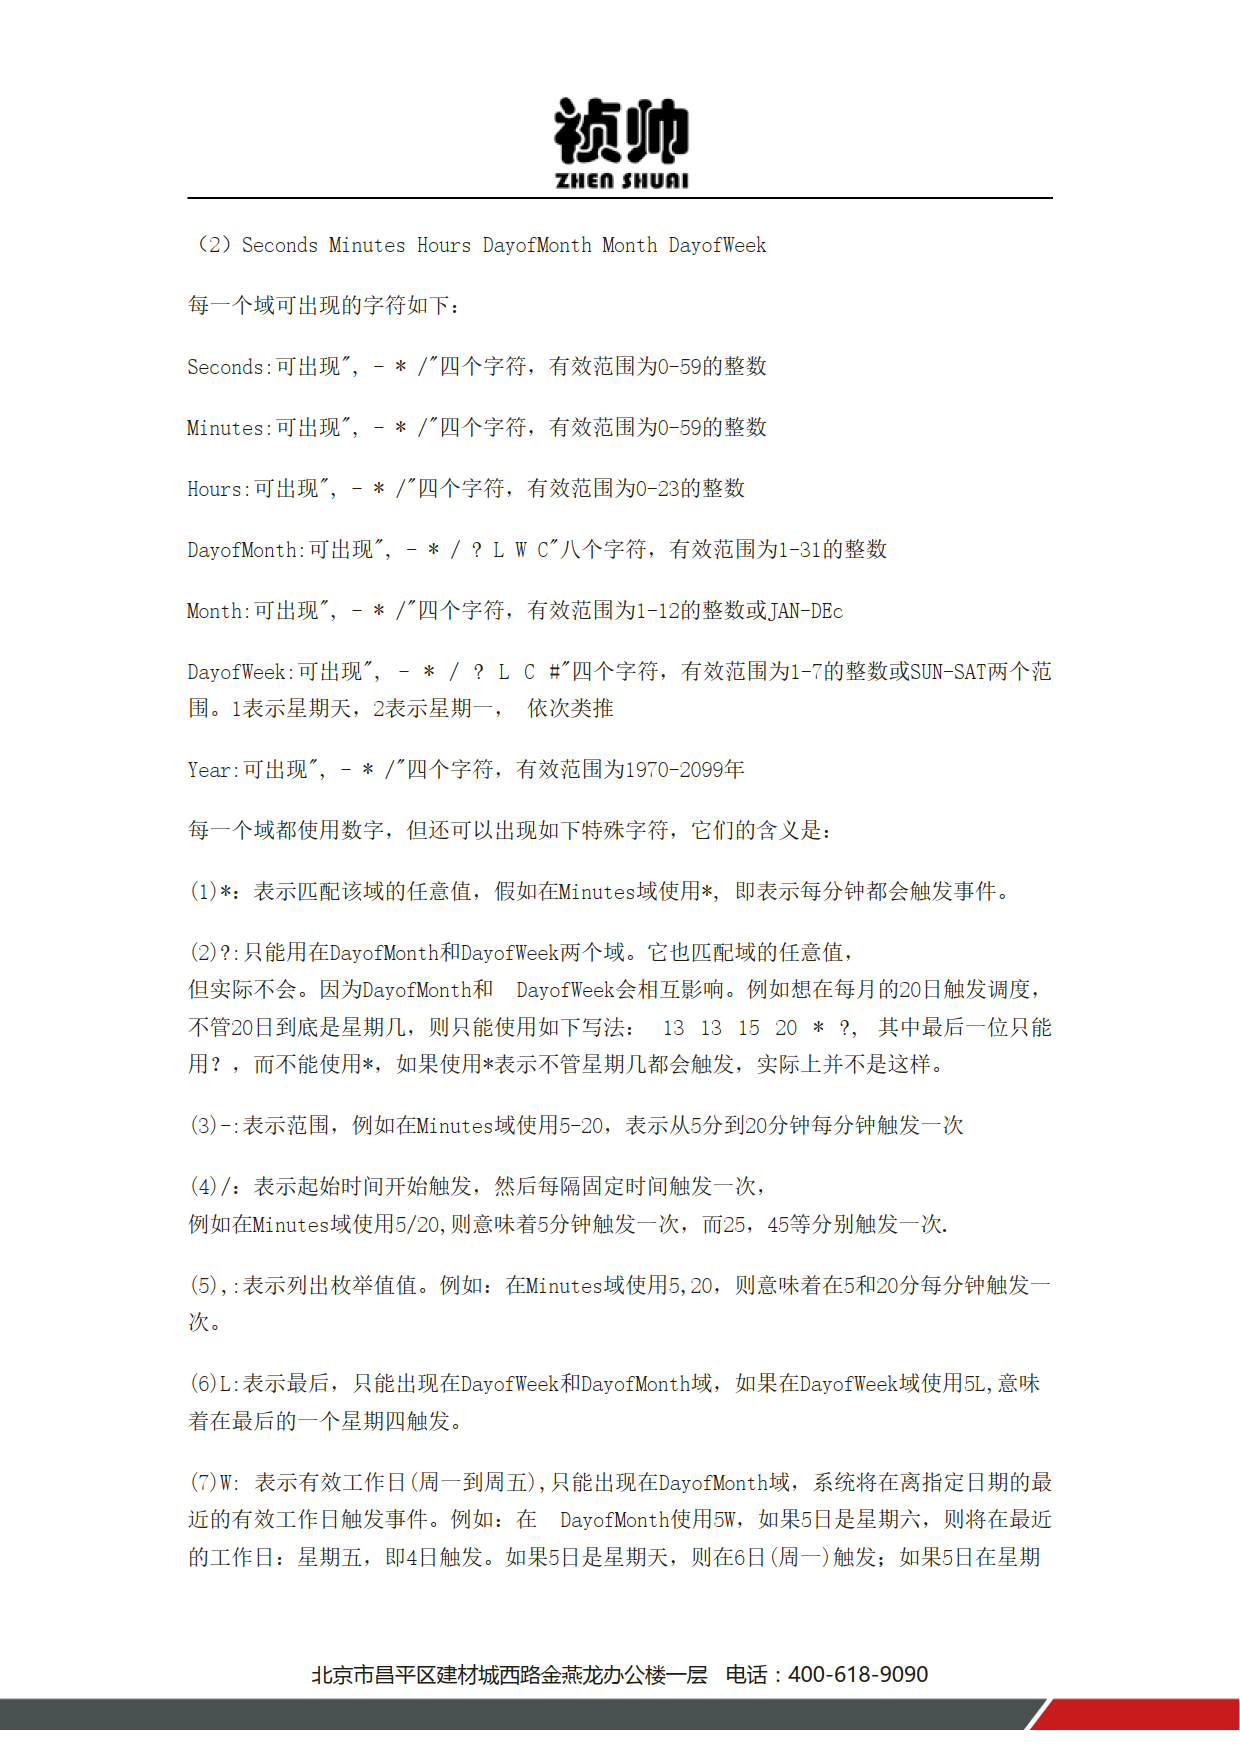 祯帅
ZHEN SHUAI
（2）Seconds Minutes Hours DayofMonth Month DayofWeek
每一个域可出现的字符如下：
Seconds:可出现", - * /"四个字符，有效范围为0-59的整数
Minutes:可出现", - * /"四个字符，有效范围为0-59的整数
Hours:可出现", - * /"四个字符，有效范围为0-23的整数
DayofMonth:可出现", - * / ? L W C"八个字符，有效范围为1-31的整数
Month:可出现", - * /"四个字符，有效范围为1-12的整数或JAN-DEc
DayofWeek:可出现", - * / ? L C #"四个字符，有效范围为1-7的整数或SUN-SAT两个范
围。1表示星期天，2表示星期一， 依次类推
Year:可出现", - * /"四个字符，有效范围为1970-2099年
每一个域都使用数字，但还可以出现如下特殊字符，它们的含义是：
(1)*：表示匹配该域的任意值，假如在Minutes域使用*, 即表示每分钟都会触发事件。
(2)?:只能用在DayofMonth和DayofWeek两个域。它也匹配域的任意值，
但实际不会。因为DayofMonth和 DayofWeek会相互影响。例如想在每月的20日触发调度，
不管20日到底是星期几，则只能使用如下写法： 13 13 15 20 * ?, 其中最后一位只能
用？，而不能使用*，如果使用*表示不管星期几都会触发，实际上并不是这样。
(3)-:表示范围，例如在Minutes域使用5-20，表示从5分到20分钟每分钟触发一次
(4)/：表示起始时间开始触发，然后每隔固定时间触发一次，
例如在Minutes域使用5/20,则意味着5分钟触发一次，而25，45等分别触发一次.
(5),:表示列出枚举值值。例如：在Minutes域使用5,20，则意味着在5和20分每分钟触发一
次。
(6)L:表示最后，只能出现在DayofWeek和DayofMonth域，如果在DayofWeek域使用5L,意味
着在最后的一个星期四触发。
(7)W: 表示有效工作日(周一到周五),只能出现在DayofMonth域，系统将在离指定日期的最
近的有效工作日触发事件。例如：在 DayofMonth使用5W，如果5日是星期六，则将在最近
的工作日：星期五，即4日触发。如果5日是星期天，则在6日(周一)触发；如果5日在星期
北京市昌平区建材城西路金燕龙办公楼一层 电话：400-618-9090